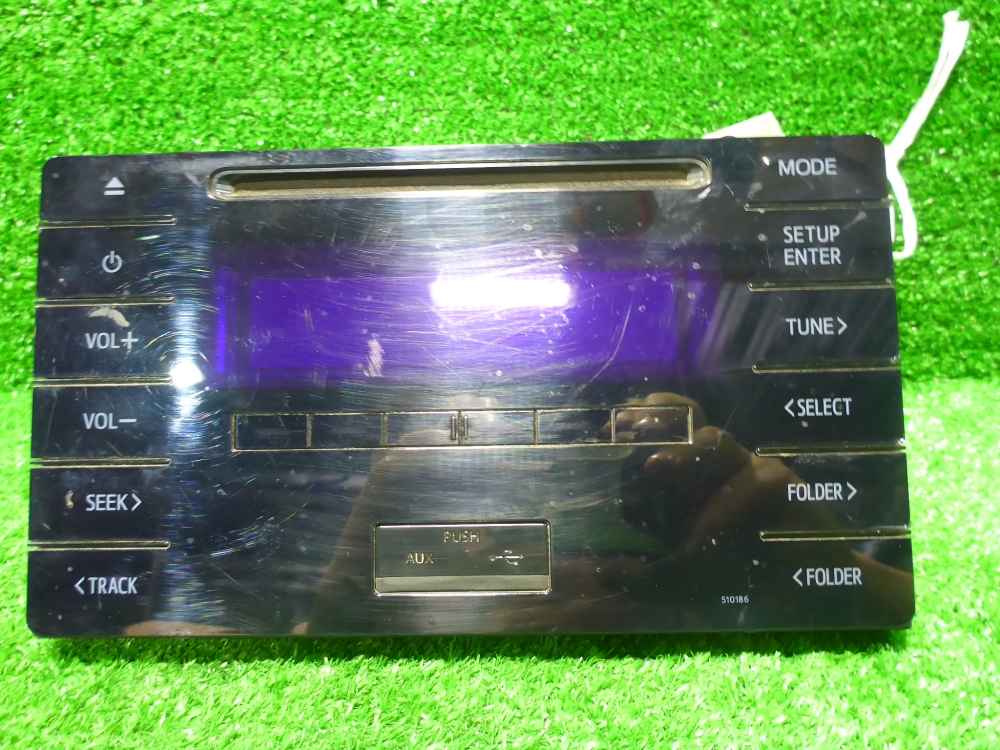 MODE
SETUP
ENTER
VOL+
TUNE>
VOL-
<SELECT
SEEK>
FOLDER>
PUSH
AUX
<TRACK
<FOLDER
510186